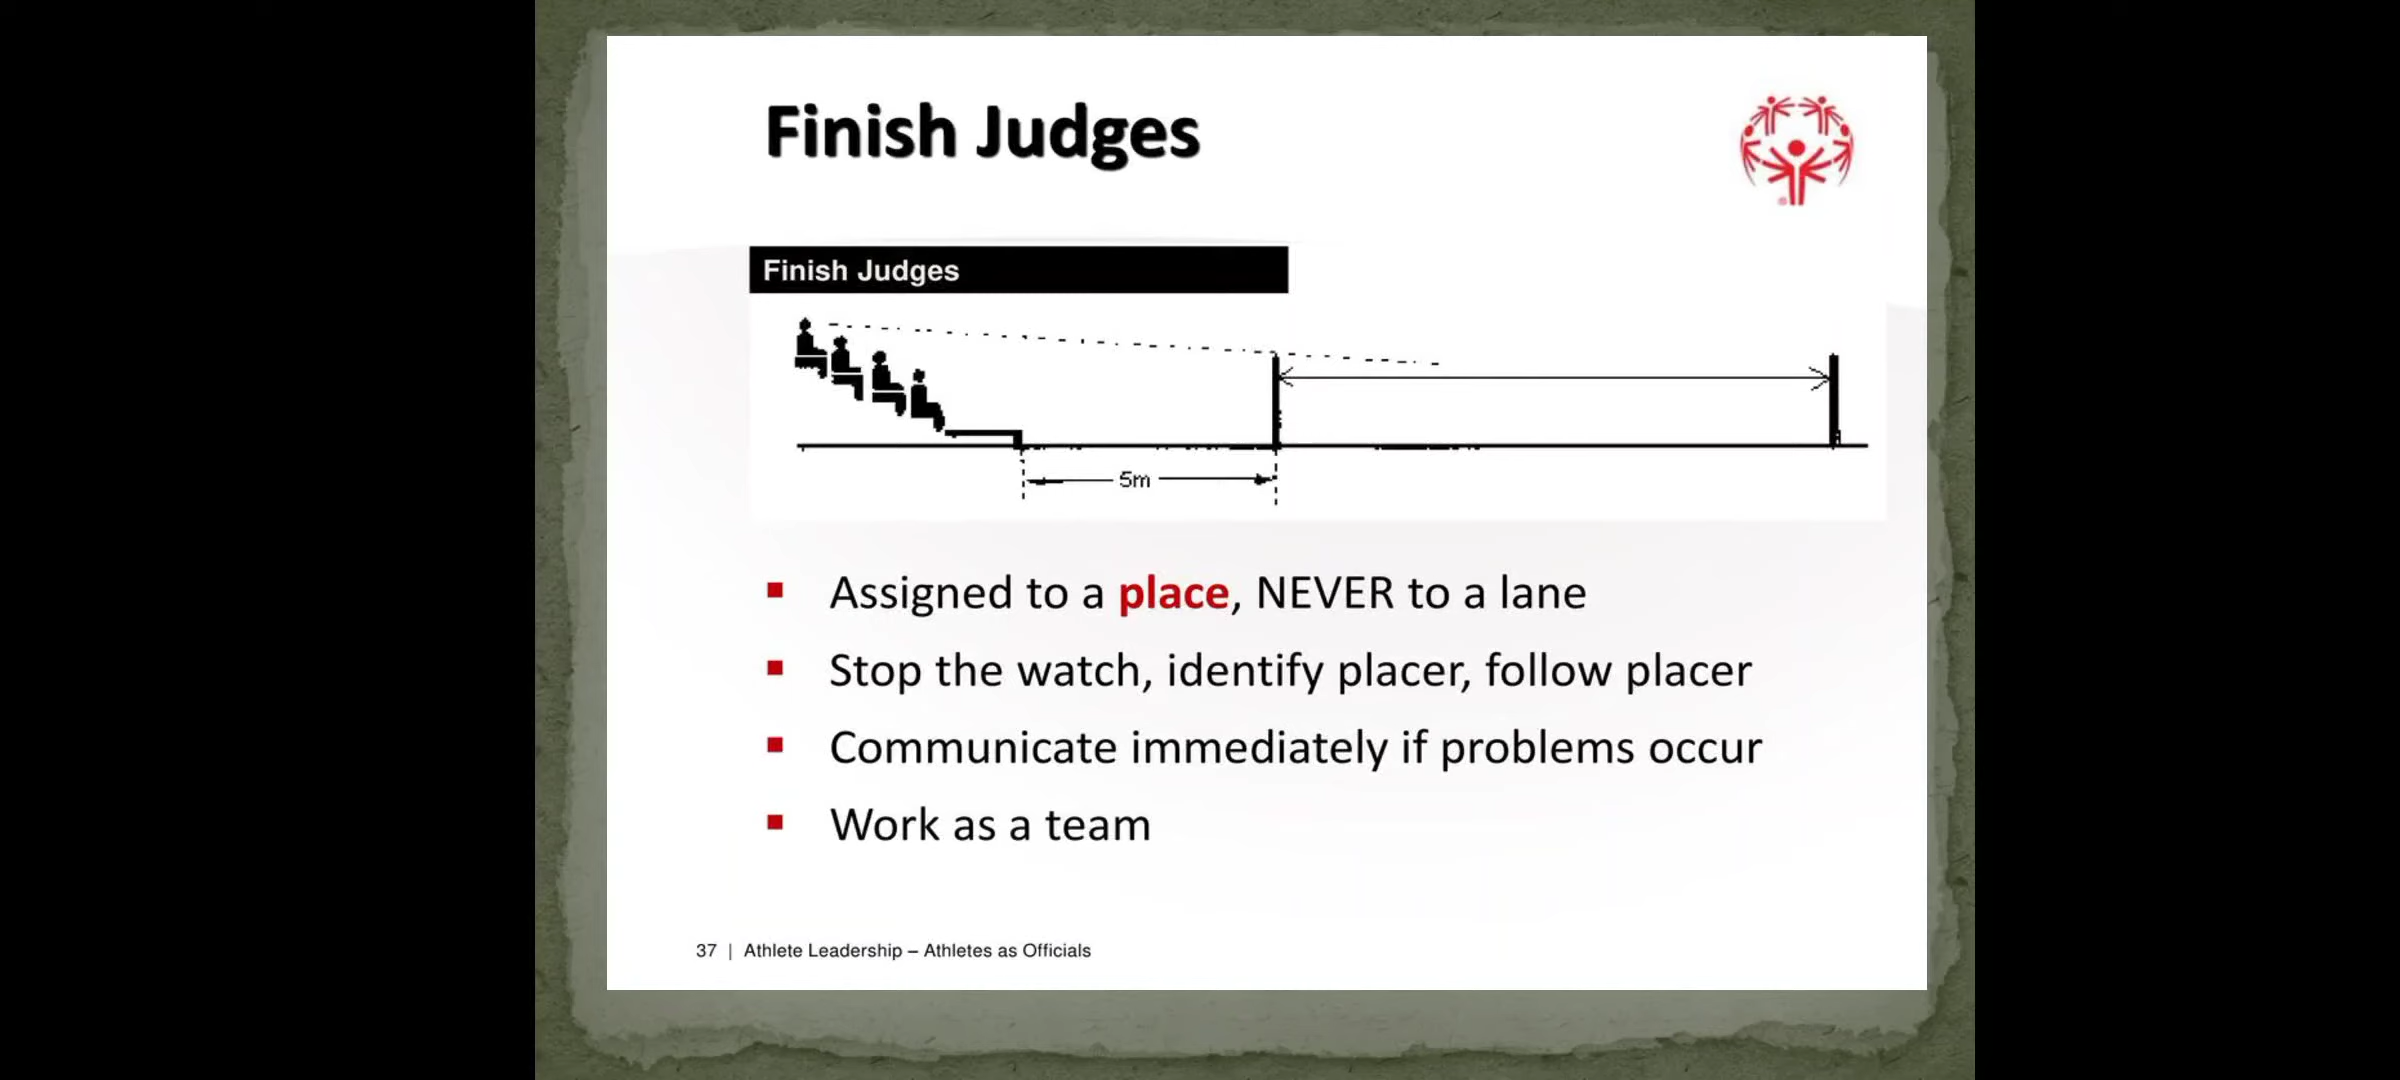 Finish Judges
Finish Judges
5m
Assigned to a place, NEVER to a lane
Stop the watch, identify placer, follow placer
Communicate immediately if problems occur
Work as a team
37 | Athlete Leadership – Athletes as Officials